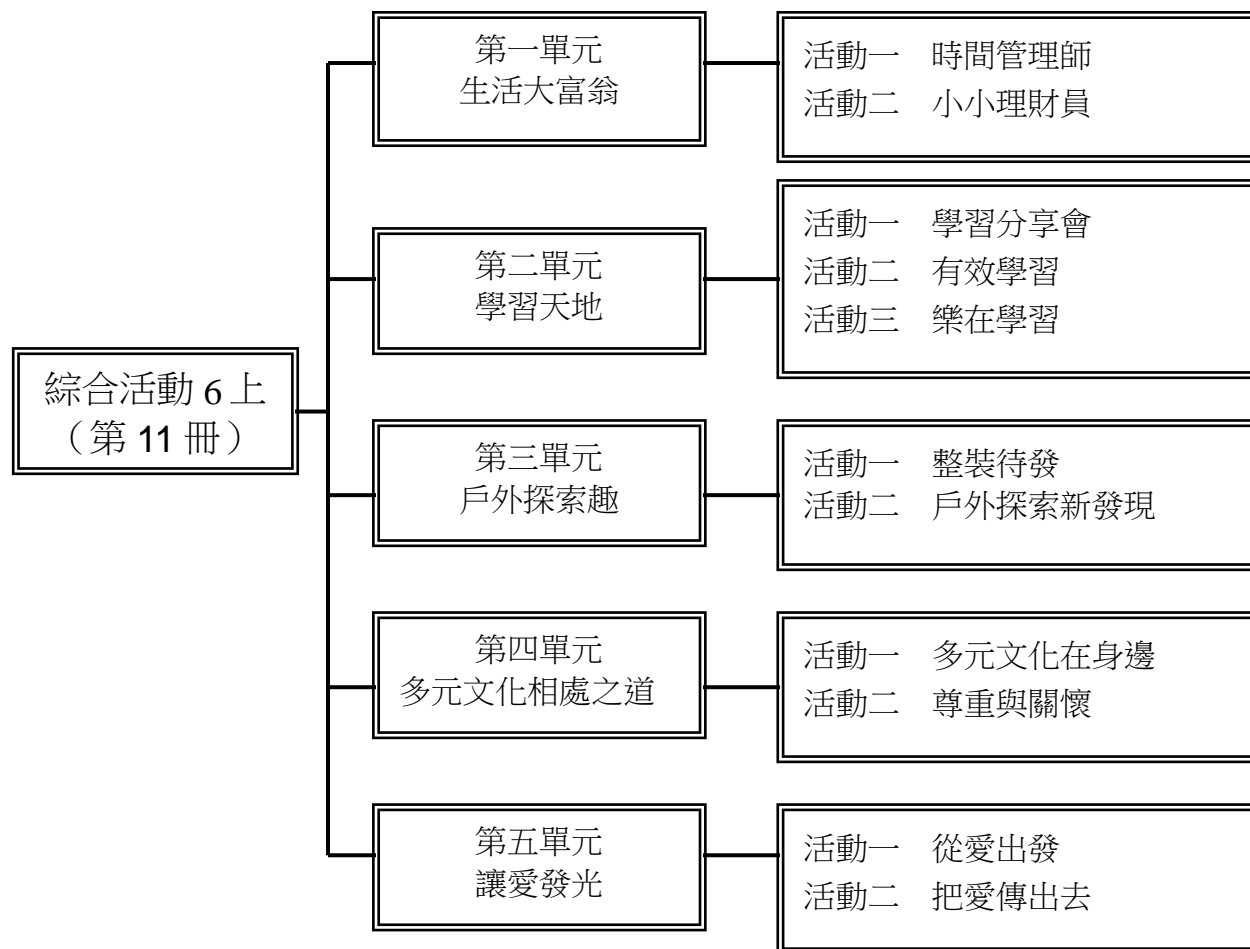 綜合活動 6 上
（第 11 冊）
第一單元
生活大富翁
活動一　時間管理師
活動二　小小理財員
第二單元
學習天地
活動一　學習分享會
活動二　有效學習
活動三　樂在學習
第三單元
戶外探索趣
活動一　整裝待發
活動二　戶外探索新發現
第四單元
多元文化相處之道
活動一　多元文化在身邊
活動二　尊重與關懷
第五單元
讓愛發光
活動一　從愛出發
活動二　把愛傳出去